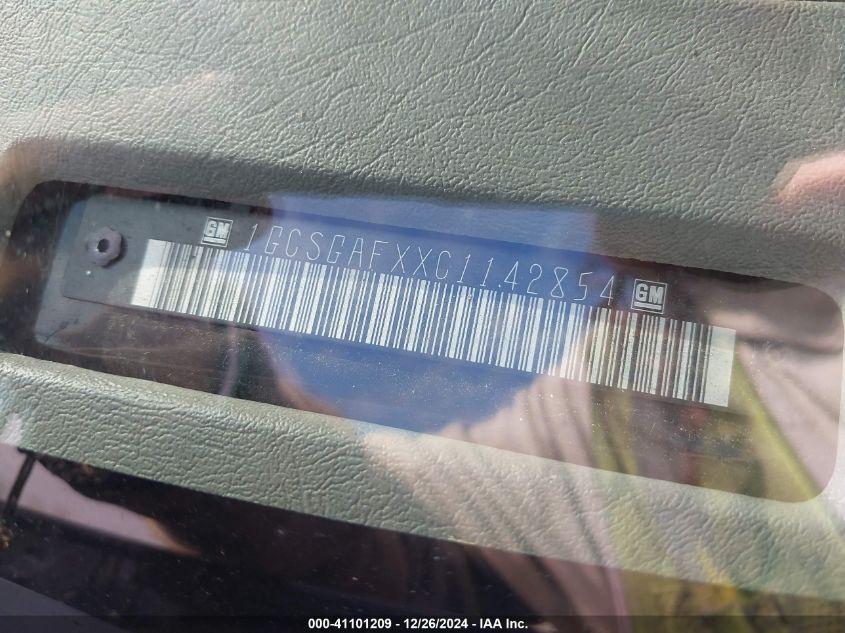 GM 1GCSGAFXXC1142854 GM
000-41101209 - 12/26/2024 - IAA Inc.